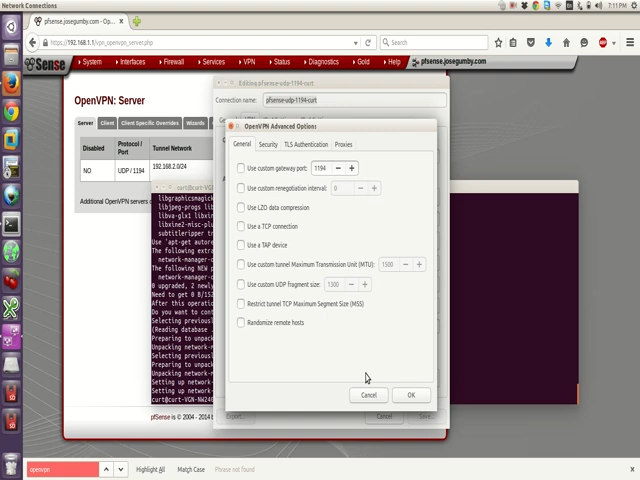 Network Connections
7:11 PM
pfSense.josegumby.com - Op...
https://192.168.1.1/vpn_openvpn_server.php
Search
Sense
System
Interfaces
Firewall
Services
VPN
Status
Diagnostics
Gold
Help
pfsense.josegumby.com
Editing pfsense-udp-1194-curt
Connection name:
pfsense-udp-1194-curt
OpenVPN: Server
Server
Client
Client Specific Overrides
Wizards
Disabled
Protocol / Port
Tunnel Network
NO
UDP / 1194
192.168.2.0/24
Additional OpenVPN servers
curt@curt-VGN
libgraphicsmagick
libjpeg-progs lib
libva-glx1 libvi
libxine2-misc-plu
subtitleripper t
Use 'apt-get autore
The following extra
network-manager-o
The following NEW p
network-manager-o
0 upgraded, 2 newly
Need to get 0 B/152
After this operation
Do you want to cont
Selecting previousl
(Reading database .
Preparing to unpack
Unpacking network-m
Selecting previousl
Preparing to unpack
Unpacking network-m
Setting up network-
Setting up network-
curt@curt-VGN-NW240
OpenVPN Advanced Options
General
Security
TLS Authentication
Proxies
Use custom gateway port:
1194
Use custom renegotiation interval:
0
Use LZO data compression
Use a TCP connection
Use a TAP device
Use custom tunnel Maximum Transmission Unit (MTU):
1500
Use custom UDP fragment size:
1300
Restrict tunnel TCP Maximum Segment Size (MSS)
Randomize remote hosts
Cancel
OK
Export...
Cancel
Save...
pfSense is © 2004 - 2014 b
openvpn
Highlight All
Match Case
Phrase not found